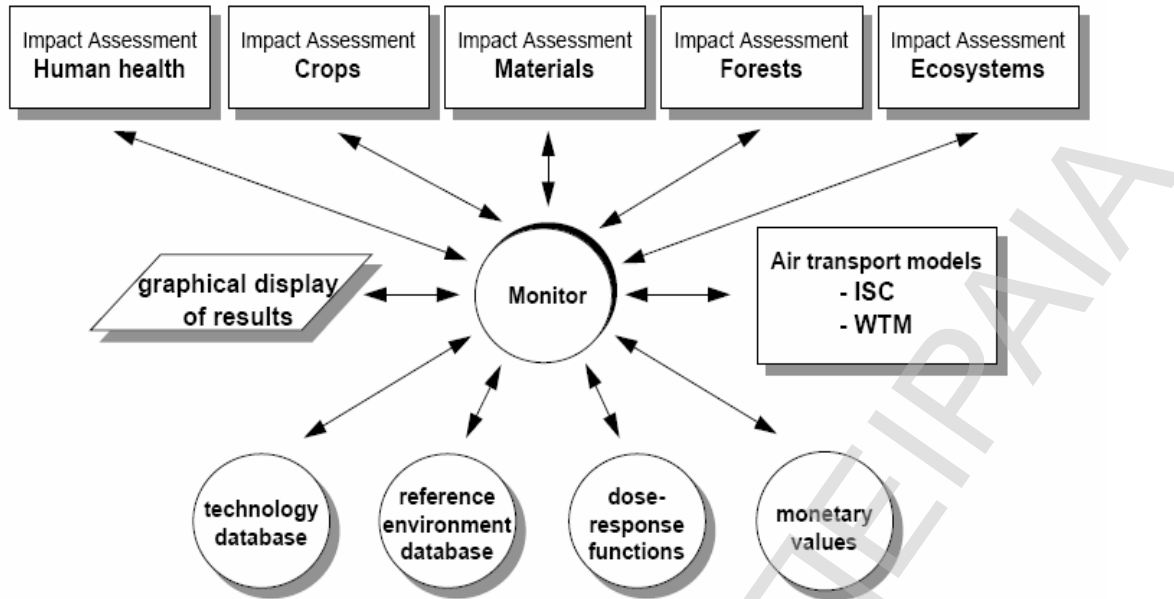 Impact Assessment
Human health
Impact Assessment
Crops
Impact Assessment
Materials
Impact Assessment
Forests
Impact Assessment
Ecosystems
graphical display
of results
Monitor
Air transport models
- ISC
- WTM
technology
database
reference
environment
database
dose-
response
functions
monetary
values